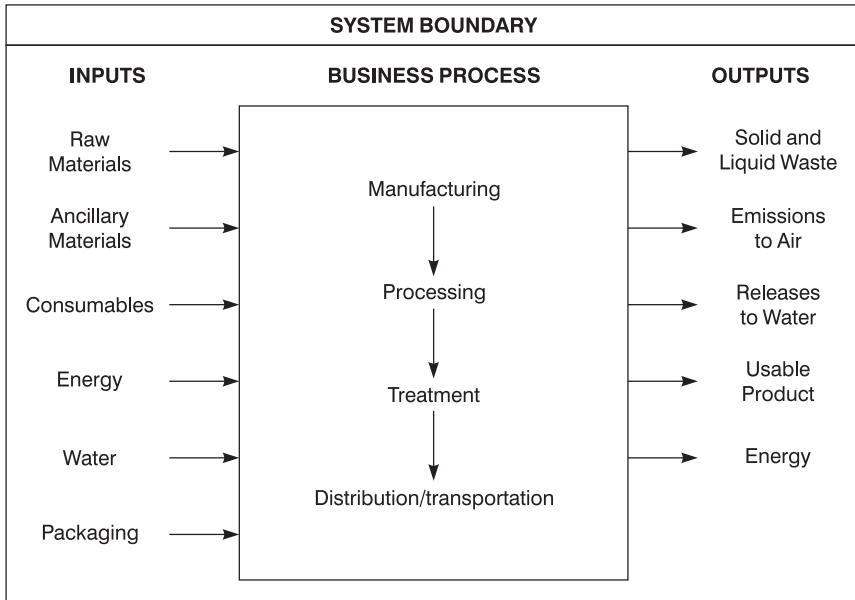 SYSTEM BOUNDARY
INPUTS
Raw
Materials
Ancillary
Materials
Consumables
Energy
Water
Packaging
BUSINESS PROCESS
Manufacturing
Processing
Treatment
Distribution/transportation
OUTPUTS
Solid and
Liquid Waste
Emissions
to Air
Releases
to Water
Usable
Product
Energy